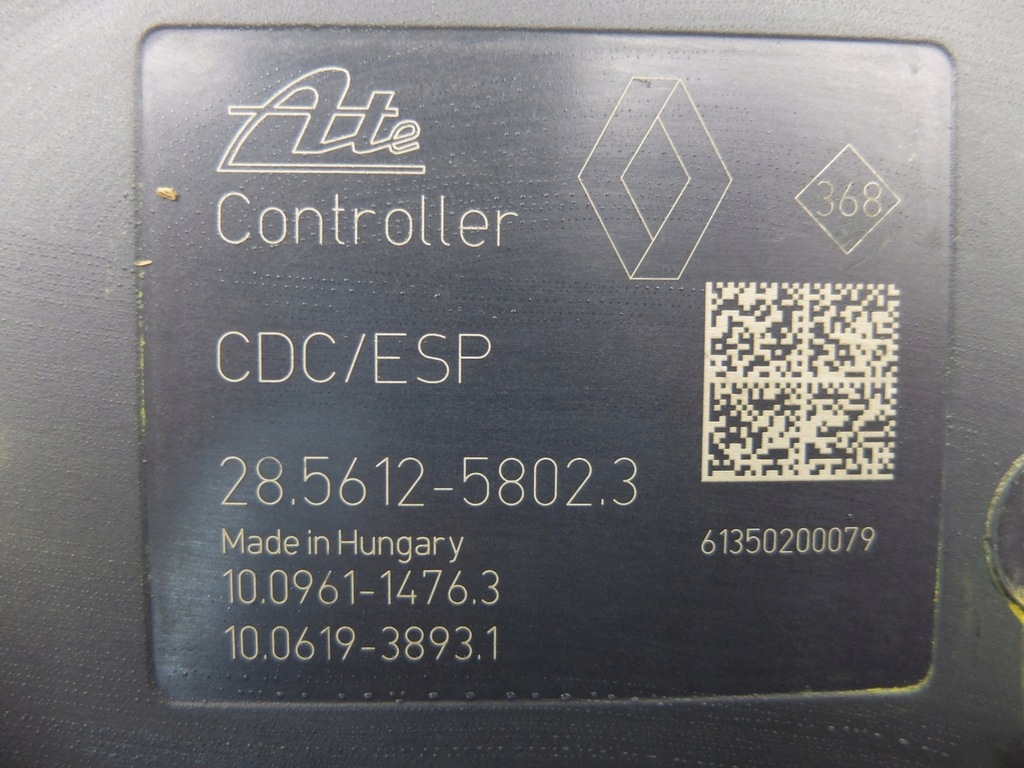 Ate
368
Controller
CDC/ESP
28.5612-5802.3
Made in Hungary
61350200079
10.0961-1476.3
10.0619-3893.1